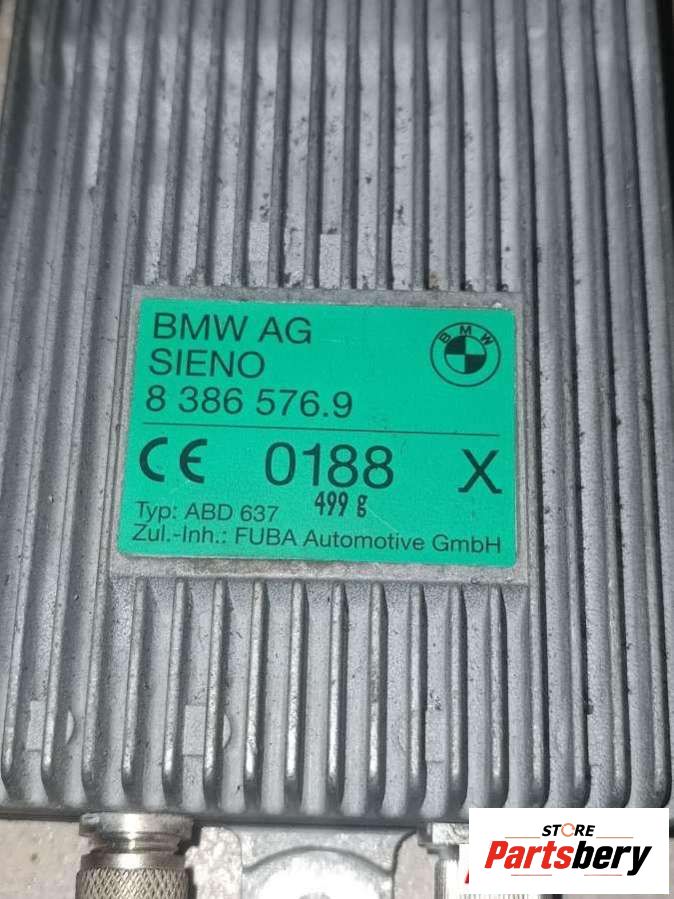 BMW AG
BMW
SIENO
8 386 576.9
CE 0188 X
499 g
Typ: ABD 637
Zul.-Inh.: FUBA Automotive GmbH
STORE
Partsbery